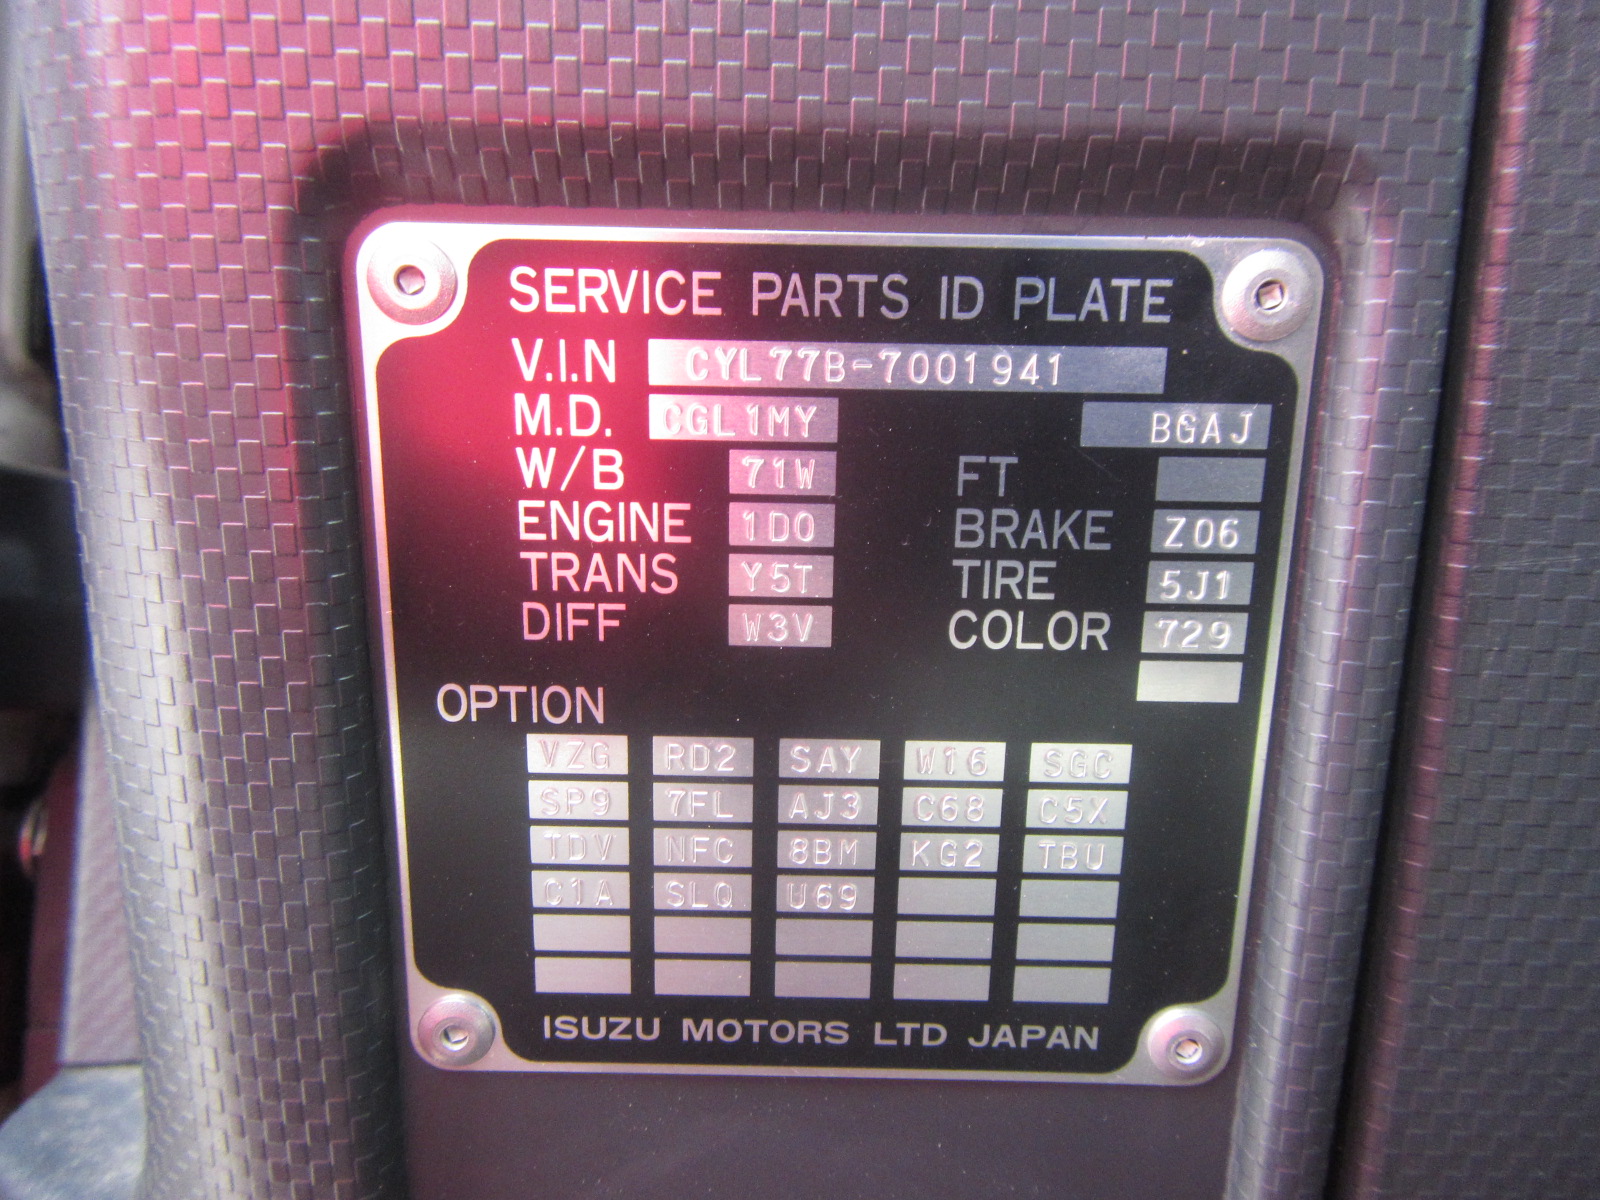 SERVICE PARTS ID PLATE
V.I.N CYL77B-7001941
M.D. CGL1MY BGAJ
W/B 71W FT
ENGINE 1D0 BRAKE Z06
TRANS Y5T TIRE 5J1
DIFF W3V COLOR 729
OPTION
VZG RD2 SAY W16 SGC
SP9 7FL AJ3 C68 C5X
TDV NFC 8BM KG2 TBU
C1A SLQ U69
ISUZU MOTORS LTD JAPAN